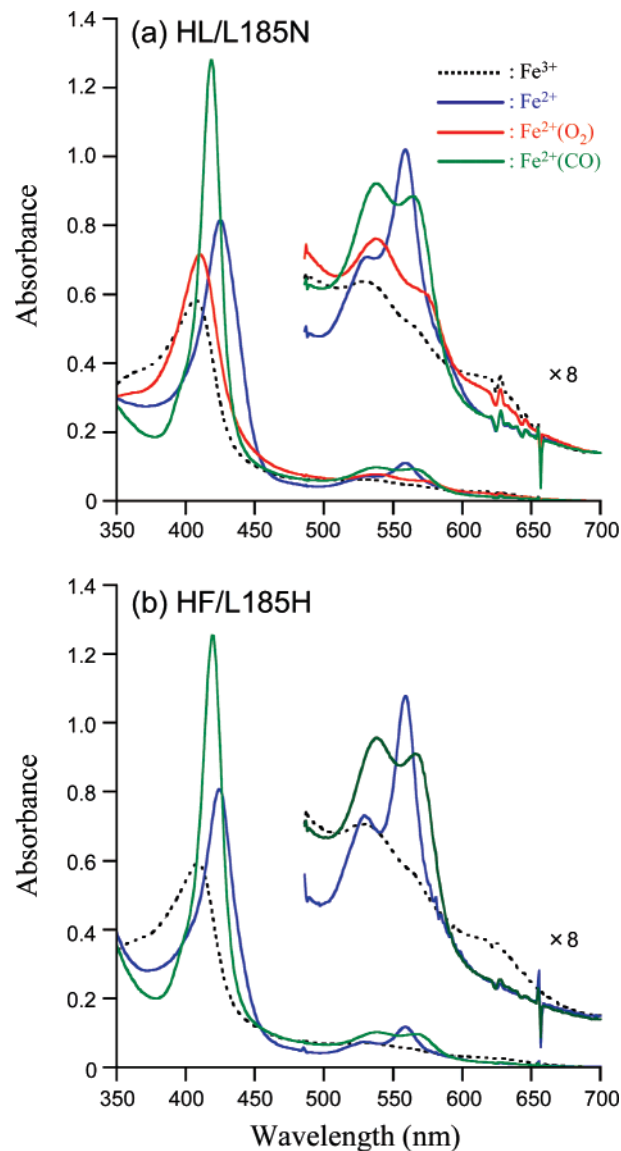 (a) HL/L185N
: Fe³⁺
: Fe²⁺
: Fe²⁺(O₂)
: Fe²⁺(CO)
Absorbance
1.4
1.2
1.0
0.8
0.6
0.4
0.2
0
×8
350 400 450 500 550 600 650 700
(b) HF/L185H
Absorbance
1.4
1.2
1.0
0.8
0.6
0.4
0.2
0
×8
350 400 450 500 550 600 650 700
Wavelength (nm)